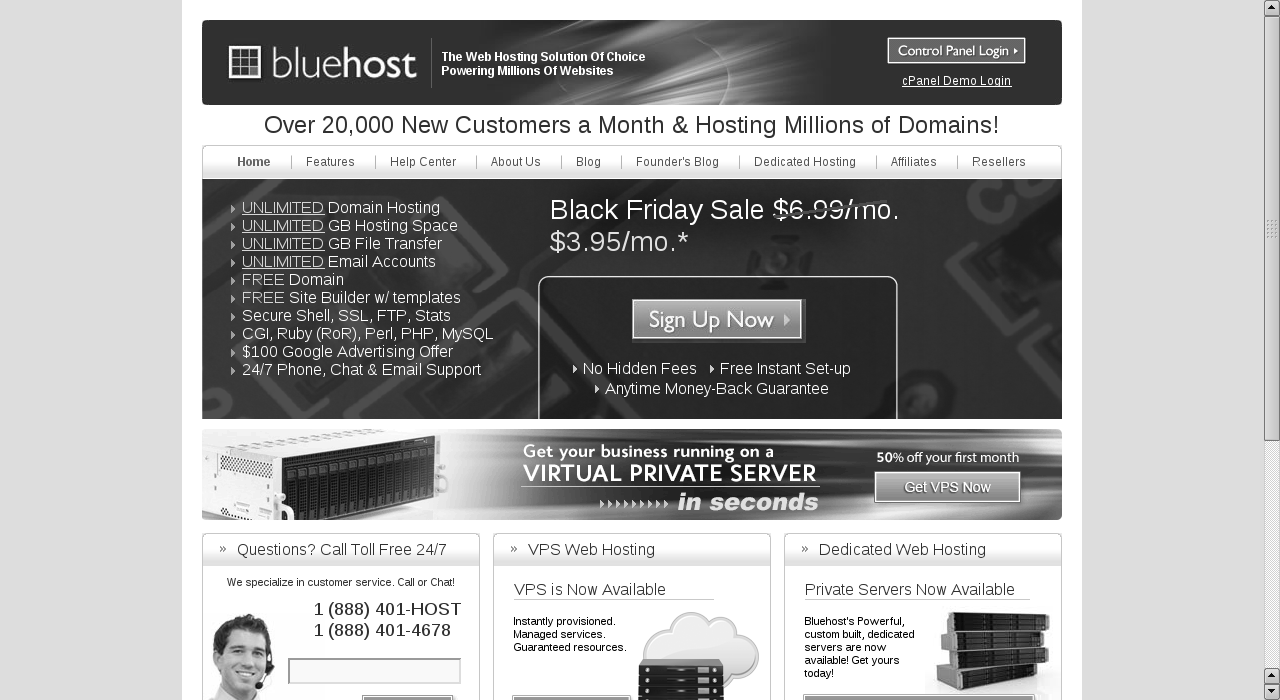 bluehost
The Web Hosting Solution Of Choice
Powering Millions Of Websites
Control Panel Login
cPanel Demo Login
Over 20,000 New Customers a Month & Hosting Millions of Domains!
Home Features Help Center About Us Blog Founder's Blog Dedicated Hosting Affiliates Resellers
UNLIMITED Domain Hosting
UNLIMITED GB Hosting Space
UNLIMITED GB File Transfer
UNLIMITED Email Accounts
FREE Domain
FREE Site Builder w/ templates
Secure Shell, SSL, FTP, Stats
CGI, Ruby (RoR), Perl, PHP, MySQL
$100 Google Advertising Offer
24/7 Phone, Chat & Email Support
Black Friday Sale $6.99/mo.
$3.95/mo.*
Sign Up Now
No Hidden Fees Free Instant Set-up
Anytime Money-Back Guarantee
Get your business running on a
VIRTUAL PRIVATE SERVER
in seconds
50% off your first month
Get VPS Now
» Questions? Call Toll Free 24/7
We specialize in customer service. Call or Chat!
1 (888) 401-HOST
1 (888) 401-4678
» VPS Web Hosting
VPS is Now Available
Instantly provisioned.
Managed services.
Guaranteed resources.
» Dedicated Web Hosting
Private Servers Now Available
Bluehost's Powerful,
custom built, dedicated
servers are now
available! Get yours
today!